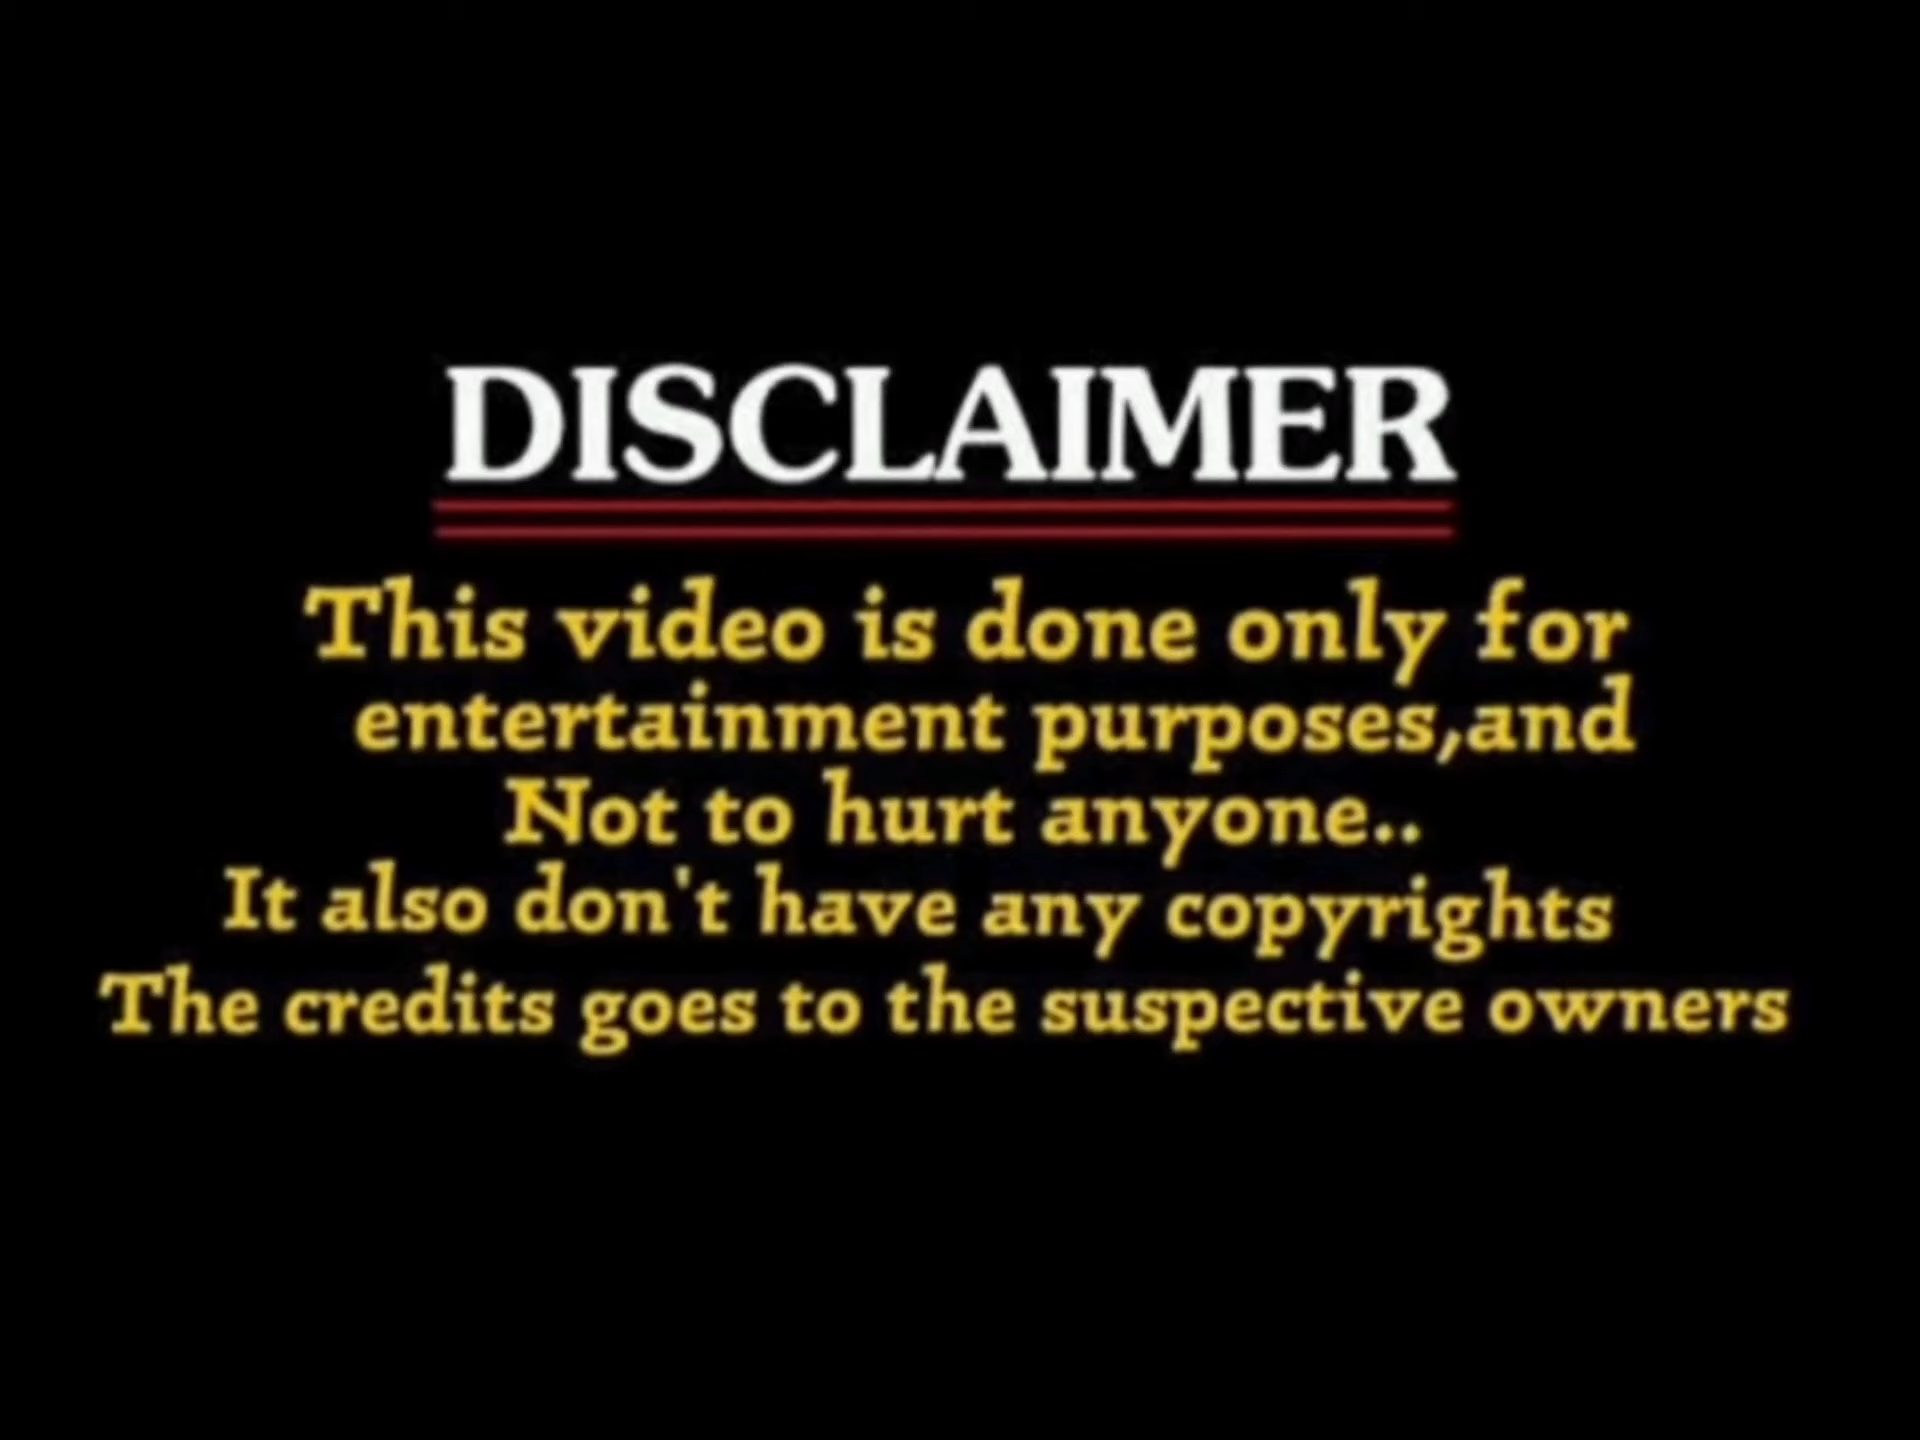 DISCLAIMER
This video is done only for
entertainment purposes,and
Not to hurt anyone..
It also don't have any copyrights
The credits goes to the suspective owners